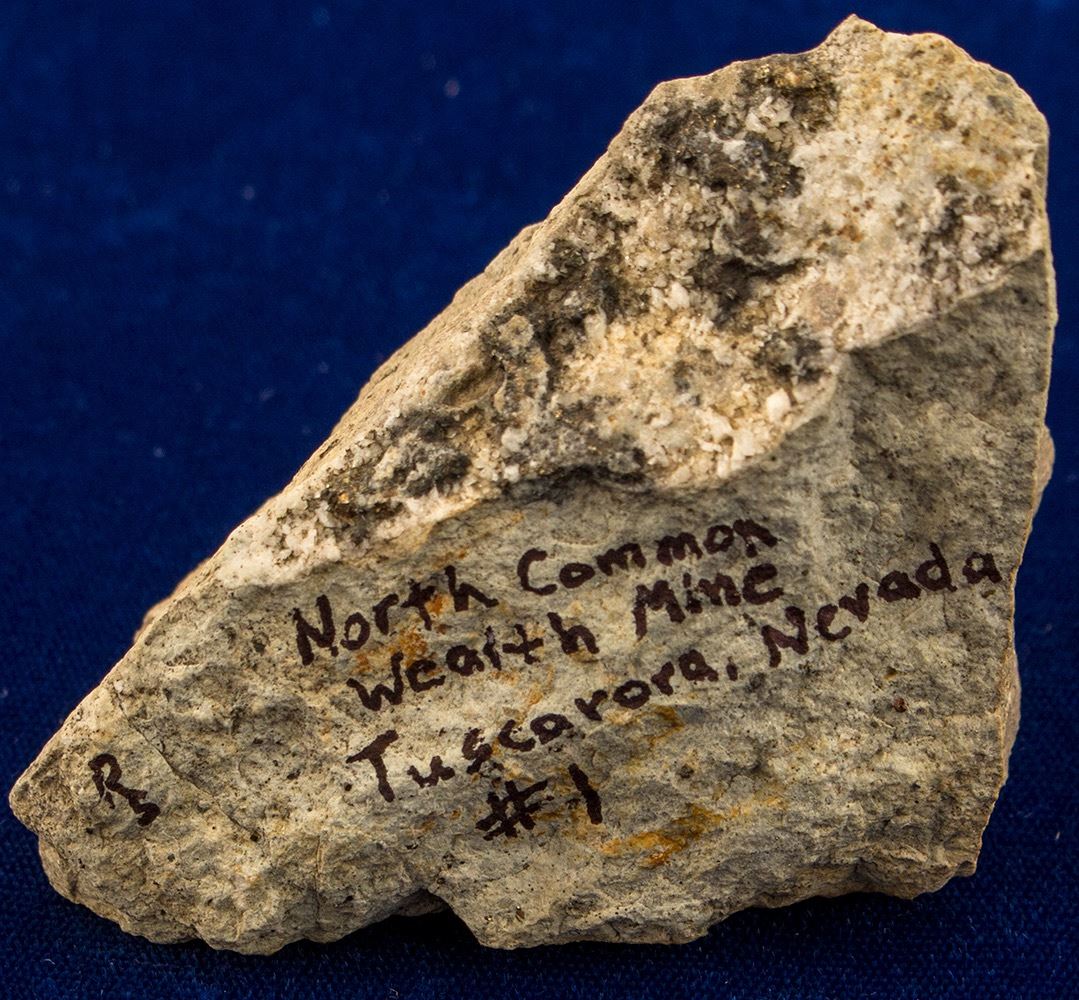 North Common
Wealth Mine
Tuscarora, Nevada
#1